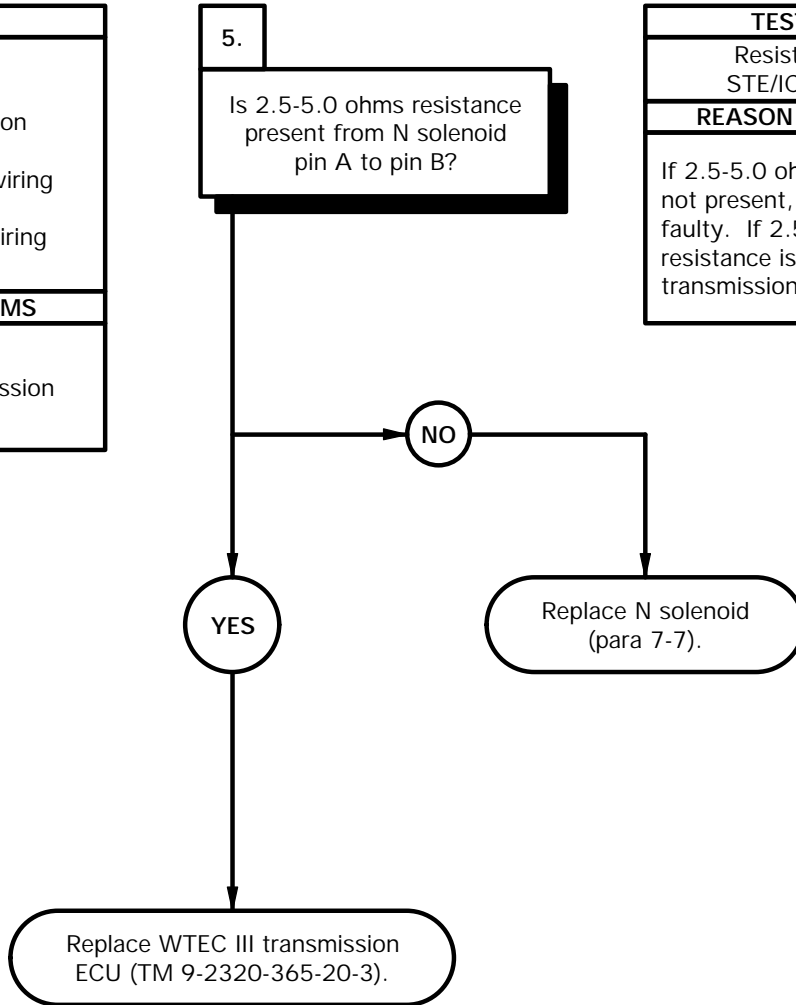 on
wiring
iring
MS
ssion
5.
Is 2.5-5.0 ohms resistance
present from N solenoid
pin A to pin B?
NO
YES
Replace N solenoid
(para 7-7).
Replace WTEC III transmission
ECU (TM 9-2320-365-20-3).
TEST
Resist
STE/IC
REASON
If 2.5-5.0 oh
not present,
faulty. If 2.5
resistance is
transmission